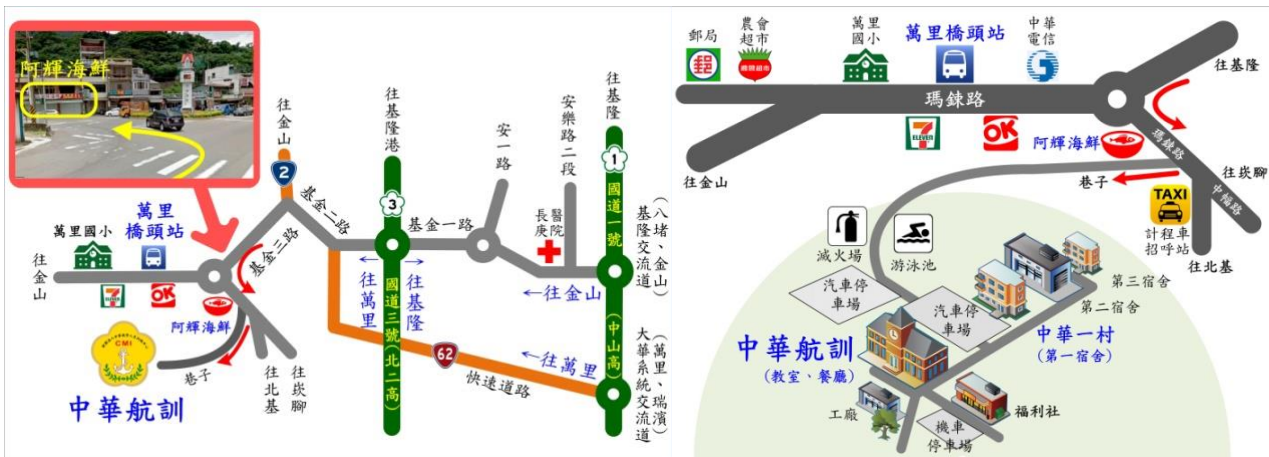 阿輝海鮮
往金山
2
基金二路
往基隆港
3
基金一路
安一路
安樂路二段
長庚
醫院
往基隆
1
國道一號
(中山高)
(八堵、金山)
基隆交流道
←往金山
往萬里
往基隆
國道三號(北二高)
62
快速道路
←往萬里
(萬里、瑞濱)
大華系統交流道
萬里
橋頭站
萬里國小
往金山
7
ELEVEN
OK
基金三路
阿輝海鮮
CMI
巷子
往北基
往崁腳
中華航訓
郵局
郵
農會
超市
萬里
國小
萬里橋頭站
中華
電信
往基隆
瑪鋉路
7
ELEVEN
OK
阿輝海鮮
瑪鋉路
往金山
巷子
往崁腳
中幅路
TAXI
計程車
招呼站
往北基
滅火場
游泳池
汽車停
車場
汽車停
車場
第三宿舍
第二宿舍
中華一村
(第一宿舍)
中華航訓
(教室、餐廳)
工廠
福利社
機車
停車場